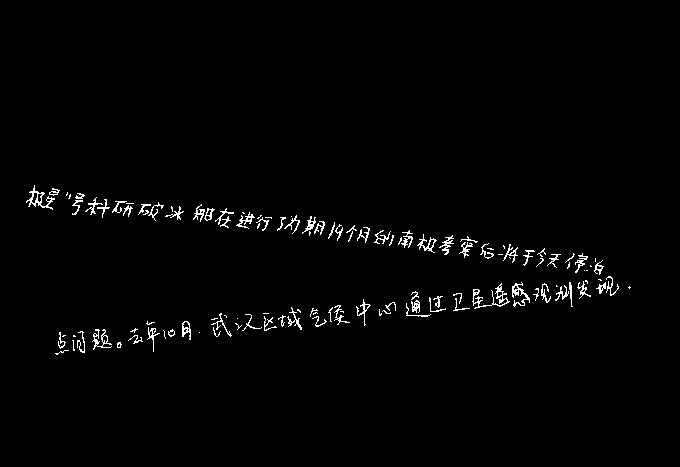 极星”号科研破冰船在进行了为期19个月的南极考察后将于今天停泊
点问题。去年10月.武汉区域气候中心通过卫星遥感观测发现.